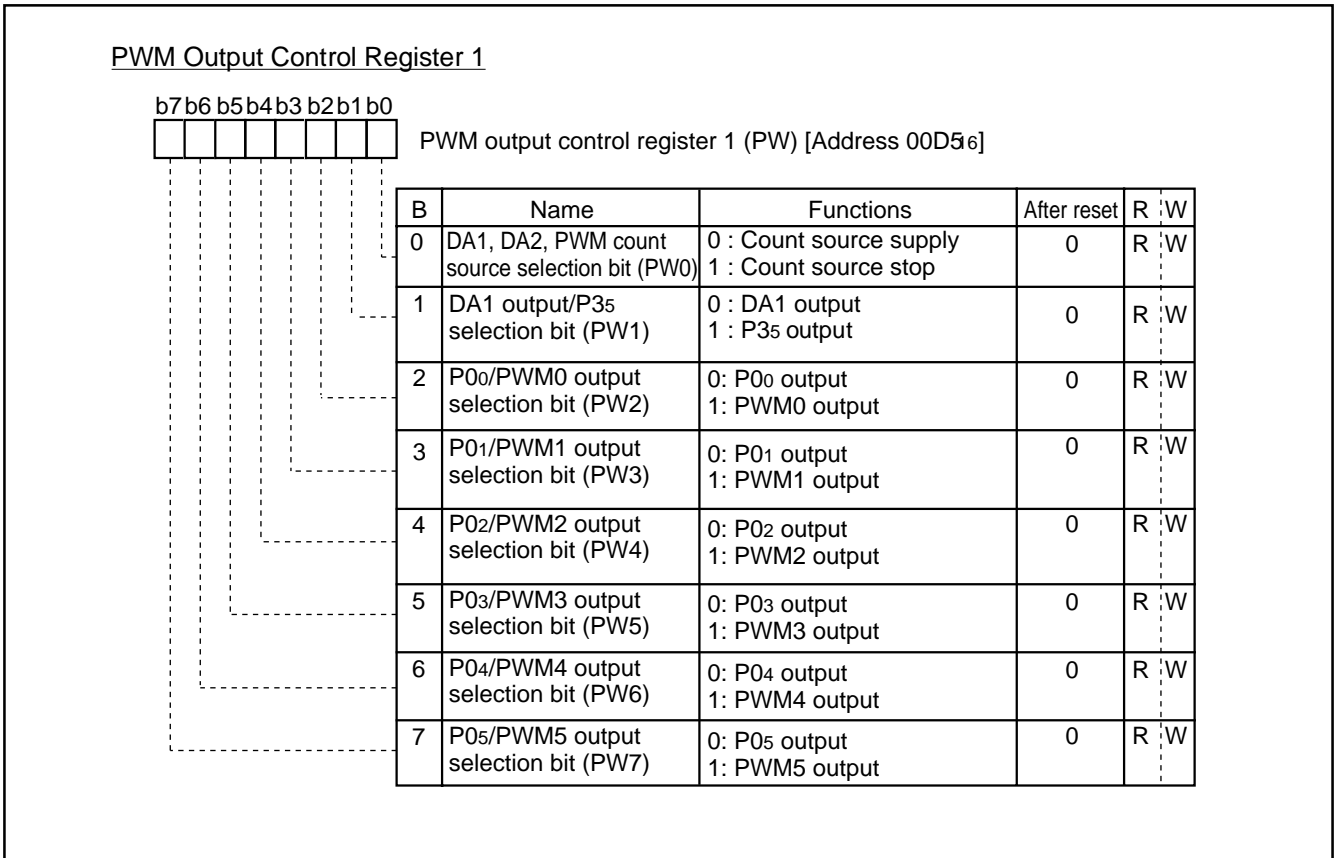 PWM Output Control Register 1
b7 b6 b5 b4 b3 b2 b1 b0
PWM output control register 1 (PW) [Address 00D516]
B Name Functions After reset R W
0 DA1, DA2, PWM count source selection bit (PW0) 0 : Count source supply 1 : Count source stop 0 R W
1 DA1 output/P35 selection bit (PW1) 0 : DA1 output 1 : P35 output 0 R W
2 P00/PWM0 output selection bit (PW2) 0: P00 output 1: PWM0 output 0 R W
3 P01/PWM1 output selection bit (PW3) 0: P01 output 1: PWM1 output 0 R W
4 P02/PWM2 output selection bit (PW4) 0: P02 output 1: PWM2 output 0 R W
5 P03/PWM3 output selection bit (PW5) 0: P03 output 1: PWM3 output 0 R W
6 P04/PWM4 output selection bit (PW6) 0: P04 output 1: PWM4 output 0 R W
7 P05/PWM5 output selection bit (PW7) 0: P05 output 1: PWM5 output 0 R W